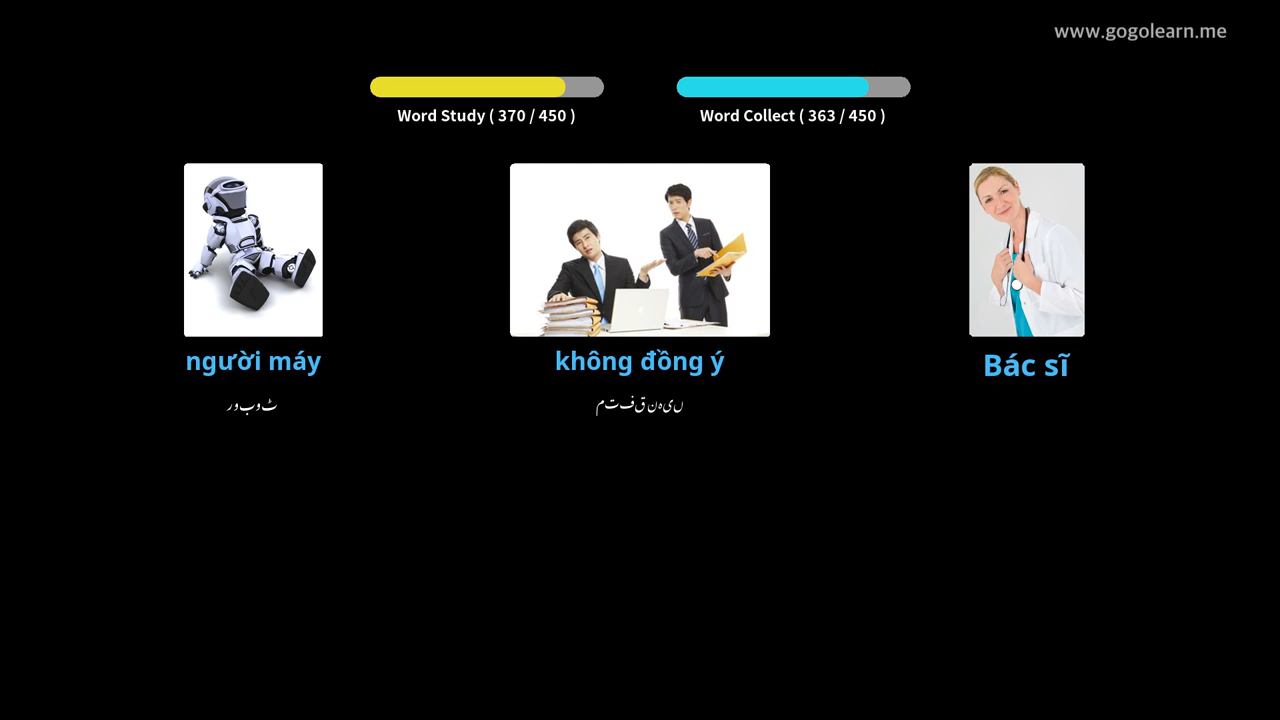 www.gogolearn.me
Word Study ( 370 / 450 )
Word Collect ( 363 / 450 )
người máy
không đồng ý
Bác sĩ
روبوٹ
متفق نہیں